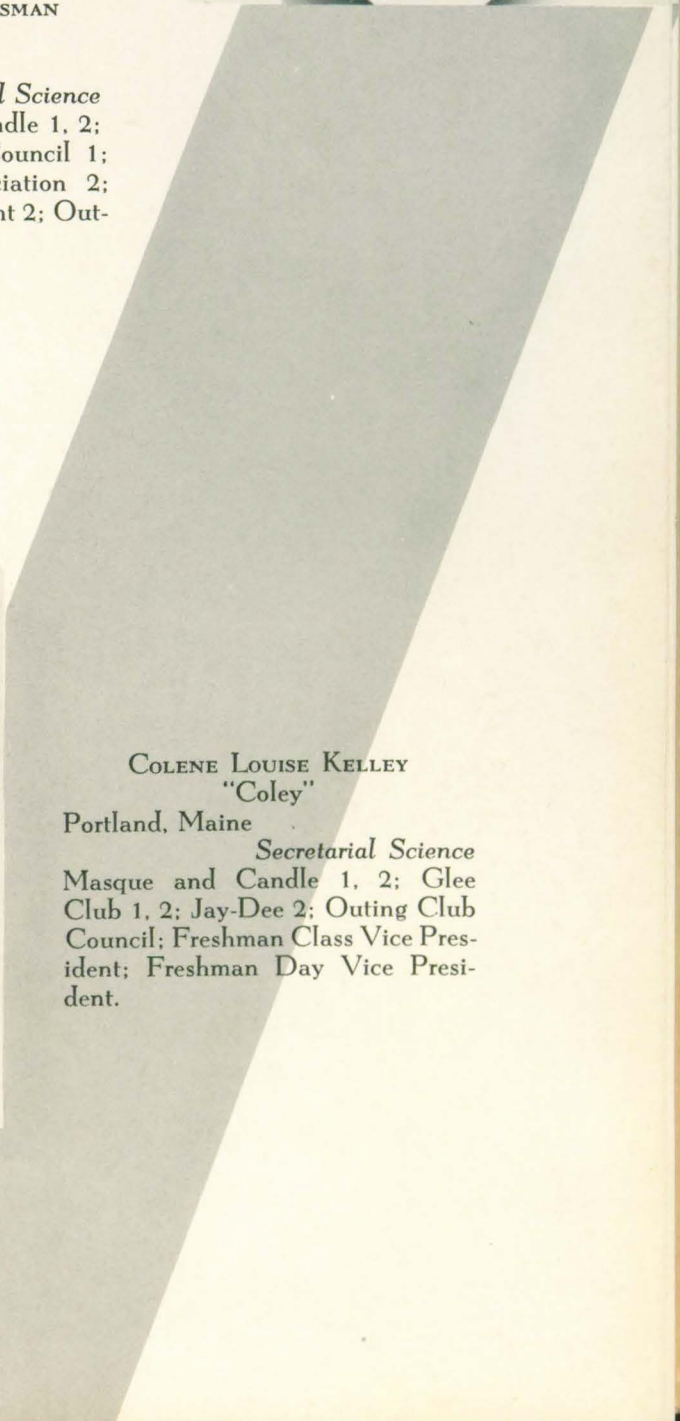 SMAN
l Science
dle 1, 2;
ouncil 1;
iation 2;
nt 2; Out-
COLENE LOUISE KELLEY
"Coley"
Portland, Maine
Secretarial Science
Masque and Candle 1, 2; Glee
Club 1, 2; Jay-Dee 2; Outing Club
Council; Freshman Class Vice Pres-
ident; Freshman Day Vice Presi-
dent.